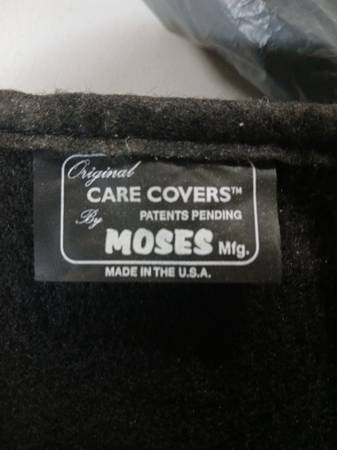 Original
CARE COVERS™
By PATENTS PENDING
MOSES Mfg.
MADE IN THE U.S.A.